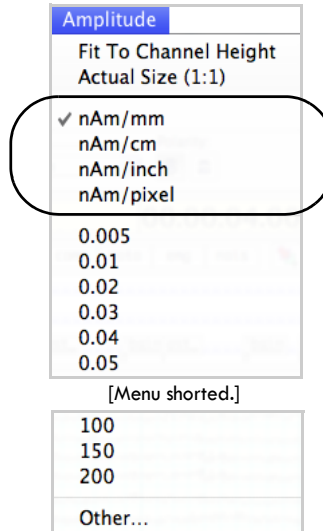 Amplitude
Fit To Channel Height
Actual Size (1:1)
✓ nAm/mm
nAm/cm
nAm/inch
nAm/pixel
0.005
0.01
0.02
0.03
0.04
0.05
[Menu shorted.]
100
150
200
Other...